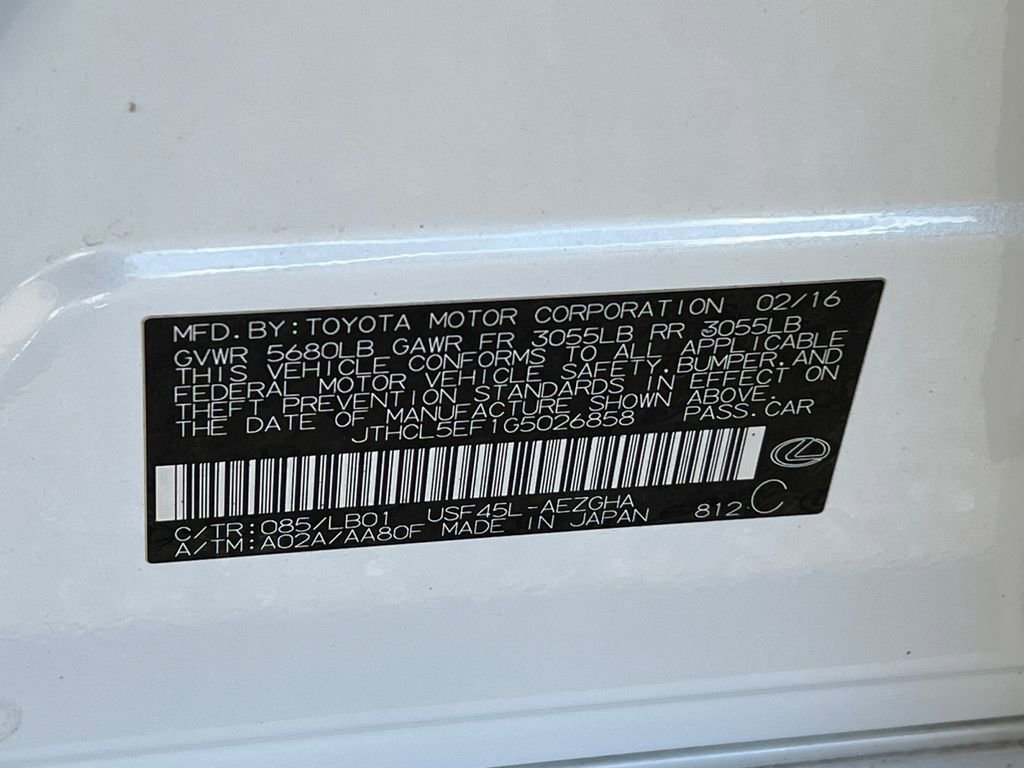 MFD.BY:TOYOTA MOTOR CORPORATION 02/16
GVWR 5680LB GAWR FR 3055LB RR 3055LB
THIS VEHICLE CONFORMS TO ALL APPLICABLE
FEDERAL MOTOR VEHICLE SAFETY,BUMPER,AND
THEFT PREVENTION STANDARDS IN EFFECT ON
THE DATE OF MANUFACTURE SHOWN ABOVE.
JTHCL5EF1G5026858 PASS.CAR
C/TR:085/LB01 USF45L-AEZGHA 812 C
A/TM:A02A/AA80F MADE IN JAPAN